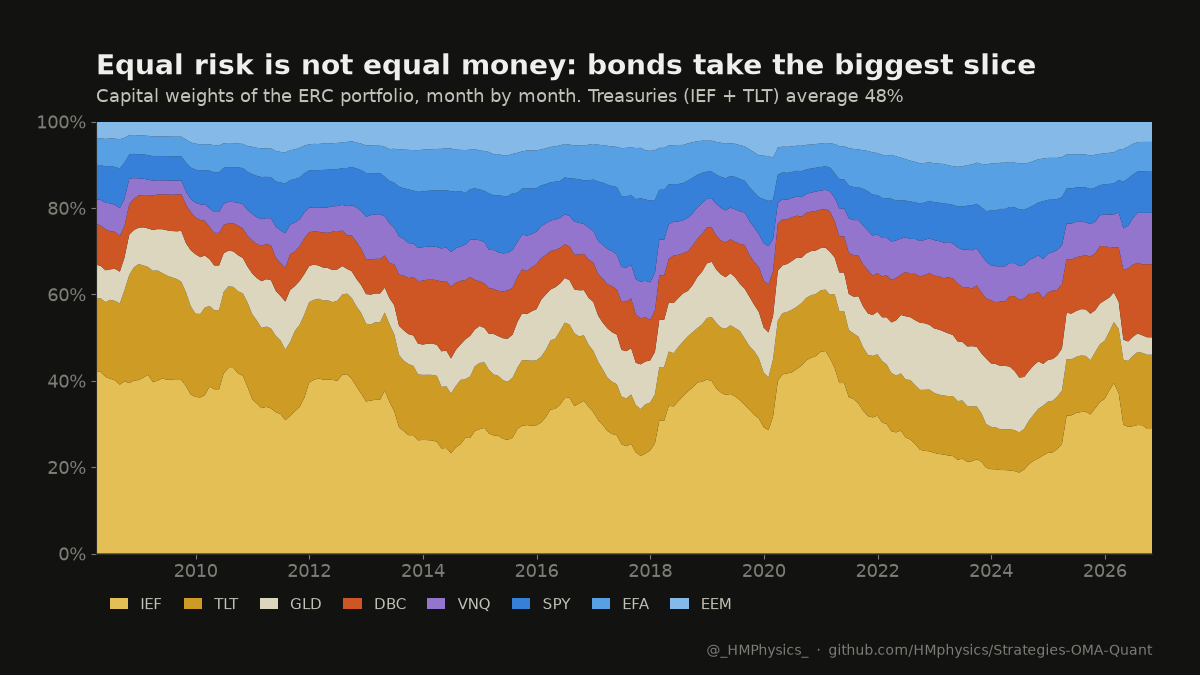 Equal risk is not equal money: bonds take the biggest slice
Capital weights of the ERC portfolio, month by month. Treasuries (IEF + TLT) average 48%
100%
80%
60%
40%
20%
0%
2010 2012 2014 2016 2018 2020 2022 2024 2026
IEF TLT GLD DBC VNQ SPY EFA EEM
@_HMPhysics_ · github.com/HMphysics/Strategies-OMA-Quant